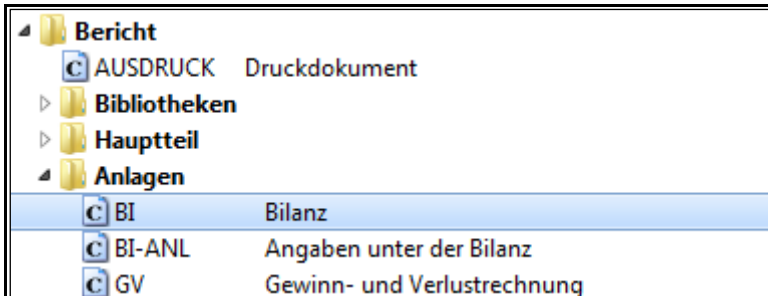 Bericht
AUSDRUCK Druckdokument
Bibliotheken
Hauptteil
Anlagen
BI Bilanz
BI-ANL Angaben unter der Bilanz
GV Gewinn- und Verlustrechnung